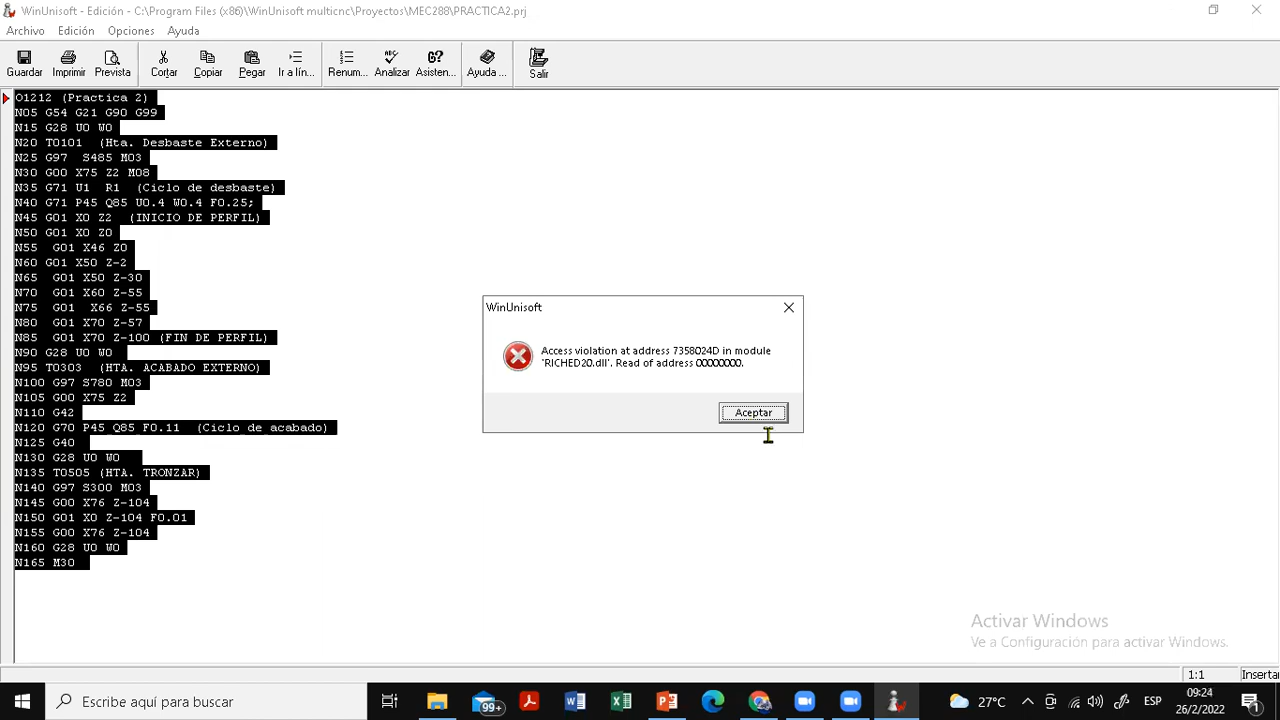 WinUnisoft - Edición - C:\Program Files (x86)\WinUnisoft multicnc\Proyectos\MEC288\PRACTICA2.prj
Archivo Edición Opciones Ayuda
Guardar Imprimir Prevista Cortar Copiar Pegar Ir a lín... Renum... Analizar Asisten... Ayuda ... Salir
O1212 (Practica 2)
N05 G54 G21 G90 G99
N15 G28 U0 W0
N20 T0101 (Hta. Desbaste Externo)
N25 G97 S485 M03
N30 G00 X75 Z2 M08
N35 G71 U1 R1 (Ciclo de desbaste)
N40 G71 P45 Q85 U0.4 W0.4 F0.25;
N45 G01 X0 Z2 (INICIO DE PERFIL)
N50 G01 X0 Z0
N55 G01 X46 Z0
N60 G01 X50 Z-2
N65 G01 X50 Z-30
N70 G01 X60 Z-55
N75 G01 X66 Z-55
N80 G01 X70 Z-57
N85 G01 X70 Z-100 (FIN DE PERFIL)
N90 G28 U0 W0
N95 T0303 (HTA. ACABADO EXTERNO)
N100 G97 S780 M03
N105 G00 X75 Z2
N110 G42
N120 G70 P45 Q85 F0.11 (Ciclo de acabado)
N125 G40
N130 G28 U0 W0
N135 T0505 (HTA. TRONZAR)
N140 G97 S300 M03
N145 G00 X76 Z-104
N150 G01 X0 Z-104 F0.01
N155 G00 X76 Z-104
N160 G28 U0 W0
N165 M30
WinUnisoft
Access violation at address 7358024D in module
'RICHED20.dll'. Read of address 00000000.
Aceptar
Activar Windows
Ve a Configuración para activar Windows.
1:1 Insertar
Escribe aquí para buscar
99+
27°C
ESP
09:24
26/2/2022
1